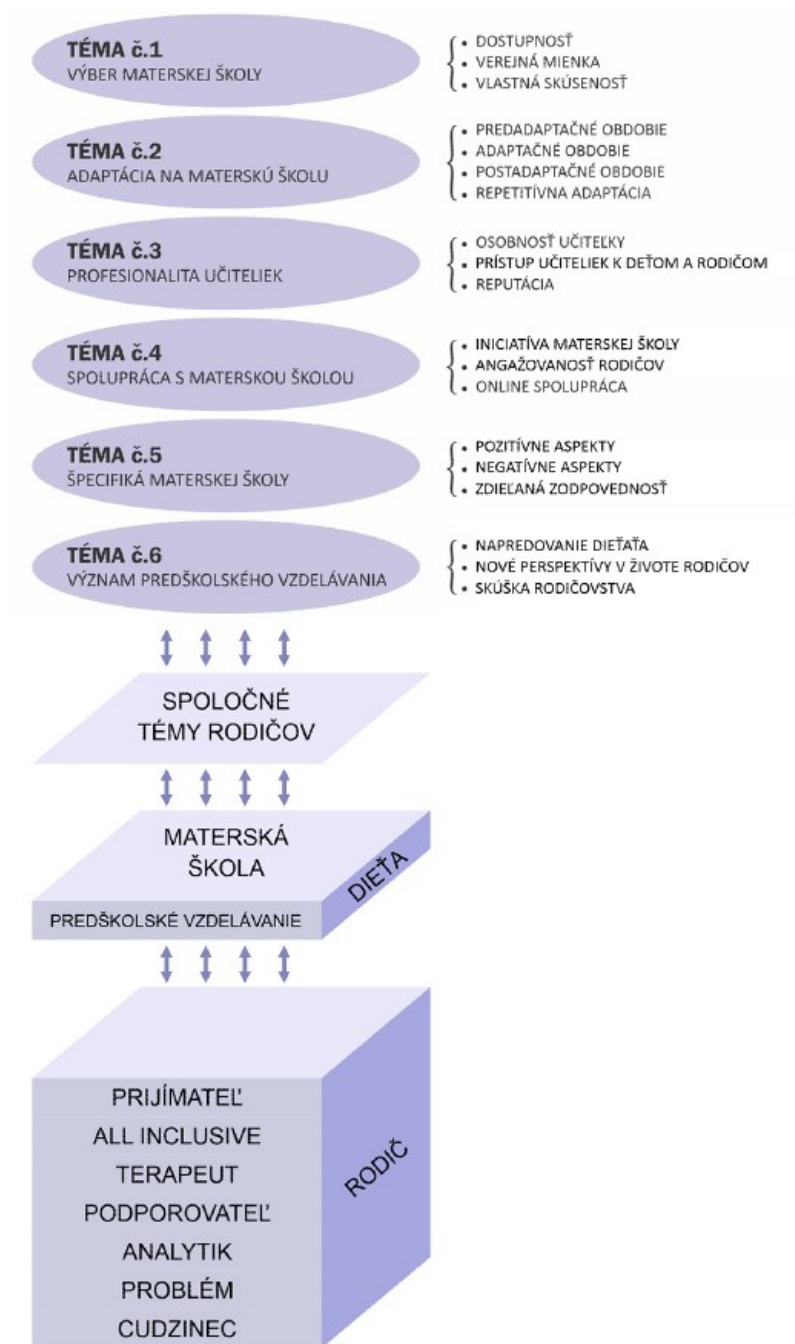 TÉMA č.1
VÝBER MATERSKEJ ŠKOLY
• DOSTUPNOSŤ
• VEREJNÁ MIENKA
• VLASTNÁ SKÚSENOSŤ
TÉMA č.2
ADAPTÁCIA NA MATERSKÚ ŠKOLU
• PREDADAPTAČNÉ OBDOBIE
• ADAPTAČNÉ OBDOBIE
• POSTADAPTAČNÉ OBDOBIE
• REPETITÍVNA ADAPTÁCIA
TÉMA č.3
PROFESIONALITA UČITELIEK
• OSOBNOSŤ UČITEĽKY
• PRÍSTUP UČITELIEK K DEŤOM A RODIČOM
• REPUTÁCIA
TÉMA č.4
SPOLUPRÁCA S MATERSKOU ŠKOLOU
• INICIATÍVA MATERSKEJ ŠKOLY
• ANGAŽOVANOSŤ RODIČOV
• ONLINE SPOLUPRÁCA
TÉMA č.5
ŠPECIFIKÁ MATERSKEJ ŠKOLY
• POZITÍVNE ASPEKTY
• NEGATÍVNE ASPEKTY
• ZDIEĽANÁ ZODPOVEDNOSŤ
TÉMA č.6
VÝZNAM PREDŠKOLSKÉHO VZDELÁVANIA
• NAPREDOVANIE DIEŤAŤA
• NOVÉ PERSPEKTÍVY V ŽIVOTE RODIČOV
• SKÚŠKA RODIČOVSTVA
SPOLOČNÉ
TÉMY RODIČOV
MATERSKÁ
ŠKOLA
DIEŤA
PREDŠKOLSKÉ VZDELÁVANIE
PRIJÍMATEĽ
ALL INCLUSIVE
TERAPEUT
PODPOROVATEĽ
ANALYTIK
PROBLÉM
CUDZINEC
RODIČ